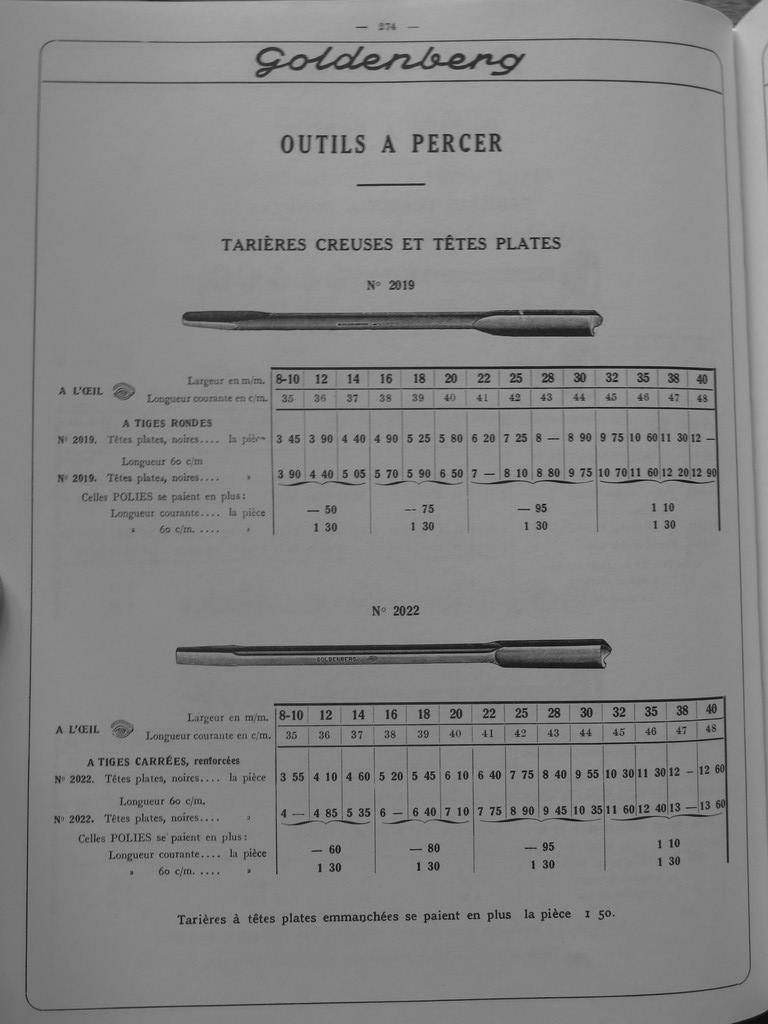 — 274 —
Goldenberg
OUTILS A PERCER
TARIÈRES CREUSES ET TÊTES PLATES
N° 2019
A L'ŒIL Largeur en m/m. 8-10 12 14 16 18 20 22 25 28 30 32 35 38 40
Longueur courante en c/m. 35 36 37 38 39 40 41 42 43 44 45 46 47 48
A TIGES RONDES
N° 2019. Têtes plates, noires.... la pièce 3 45 3 90 4 40 4 90 5 25 5 80 6 20 7 25 8 — 8 90 9 75 10 60 11 30 12 —
Longueur 60 c/m
N° 2019. Têtes plates, noires.... » 3 90 4 40 5 05 5 70 5 90 6 50 7 — 8 10 8 80 9 75 10 70 11 60 12 20 12 90
Celles POLIES se paient en plus :
Longueur courante.... la pièce — 50 — 75 — 95 1 10
» 60 c/m. .... » 1 30 1 30 1 30 1 30
N° 2022
GOLDENBERG
A L'ŒIL Largeur en m/m. 8-10 12 14 16 18 20 22 25 28 30 32 35 38 40
Longueur courante en c/m. 35 36 37 38 39 40 41 42 43 44 45 46 47 48
A TIGES CARRÉES, renforcées
N° 2022. Têtes plates, noires.... la pièce 3 55 4 10 4 60 5 20 5 45 6 10 6 40 7 75 8 40 9 55 10 30 11 30 12 — 12 60
Longueur 60 c/m.
N° 2022. Têtes plates, noires.... » 4 — 4 85 5 35 6 — 6 40 7 10 7 75 8 90 9 45 10 35 11 60 12 40 13 — 13 60
Celles POLIES se paient en plus :
Longueur courante.... la pièce — 60 — 80 — 95 1 10
» 60 c/m. .... » 1 30 1 30 1 30 1 30
Tarières à têtes plates emmanchées se paient en plus la pièce 1 50.